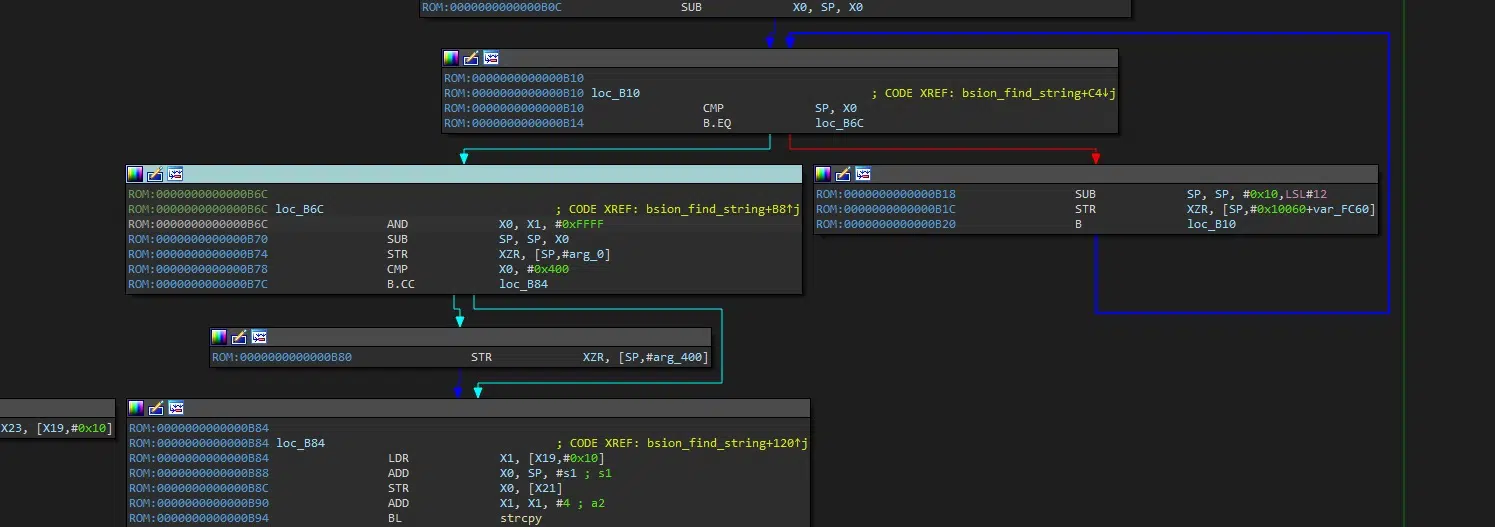 ROM:0000000000000B0C SUB X0, SP, X0
ROM:0000000000000B10
ROM:0000000000000B10 loc_B10 ; CODE XREF: bsion_find_string+C4↓j
ROM:0000000000000B10 CMP SP, X0
ROM:0000000000000B14 B.EQ loc_B6C
ROM:0000000000000B6C
ROM:0000000000000B6C loc_B6C ; CODE XREF: bsion_find_string+B8↑j
ROM:0000000000000B6C AND X0, X1, #0xFFFF
ROM:0000000000000B70 SUB SP, SP, X0
ROM:0000000000000B74 STR XZR, [SP,#arg_0]
ROM:0000000000000B78 CMP X0, #0x400
ROM:0000000000000B7C B.CC loc_B84
ROM:0000000000000B18 SUB SP, SP, #0x10,LSL#12
ROM:0000000000000B1C STR XZR, [SP,#0x10060+var_FC60]
ROM:0000000000000B20 B loc_B10
ROM:0000000000000B80 STR XZR, [SP,#arg_400]
X23, [X19,#0x10]
ROM:0000000000000B84
ROM:0000000000000B84 loc_B84 ; CODE XREF: bsion_find_string+120↑j
ROM:0000000000000B84 LDR X1, [X19,#0x10]
ROM:0000000000000B88 ADD X0, SP, #s1 ; s1
ROM:0000000000000B8C STR X0, [X21]
ROM:0000000000000B90 ADD X1, X1, #4 ; a2
ROM:0000000000000B94 BL strcpy